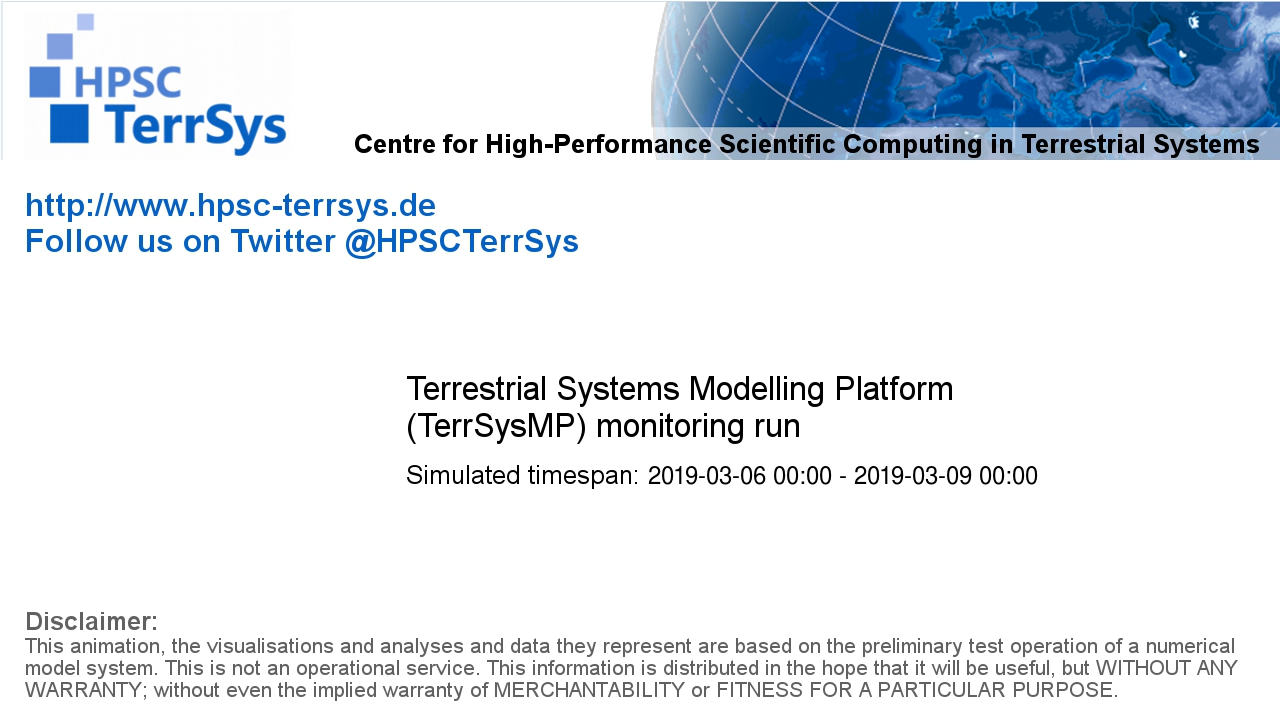 HPSC
TerrSys
Centre for High-Performance Scientific Computing in Terrestrial Systems
http://www.hpsc-terrsys.de
Follow us on Twitter @HPSCTerrSys
Terrestrial Systems Modelling Platform
(TerrSysMP) monitoring run
Simulated timespan: 2019-03-06 00:00 - 2019-03-09 00:00
Disclaimer:
This animation, the visualisations and analyses and data they represent are based on the preliminary test operation of a numerical
model system. This is not an operational service. This information is distributed in the hope that it will be useful, but WITHOUT ANY
WARRANTY; without even the implied warranty of MERCHANTABILITY or FITNESS FOR A PARTICULAR PURPOSE.